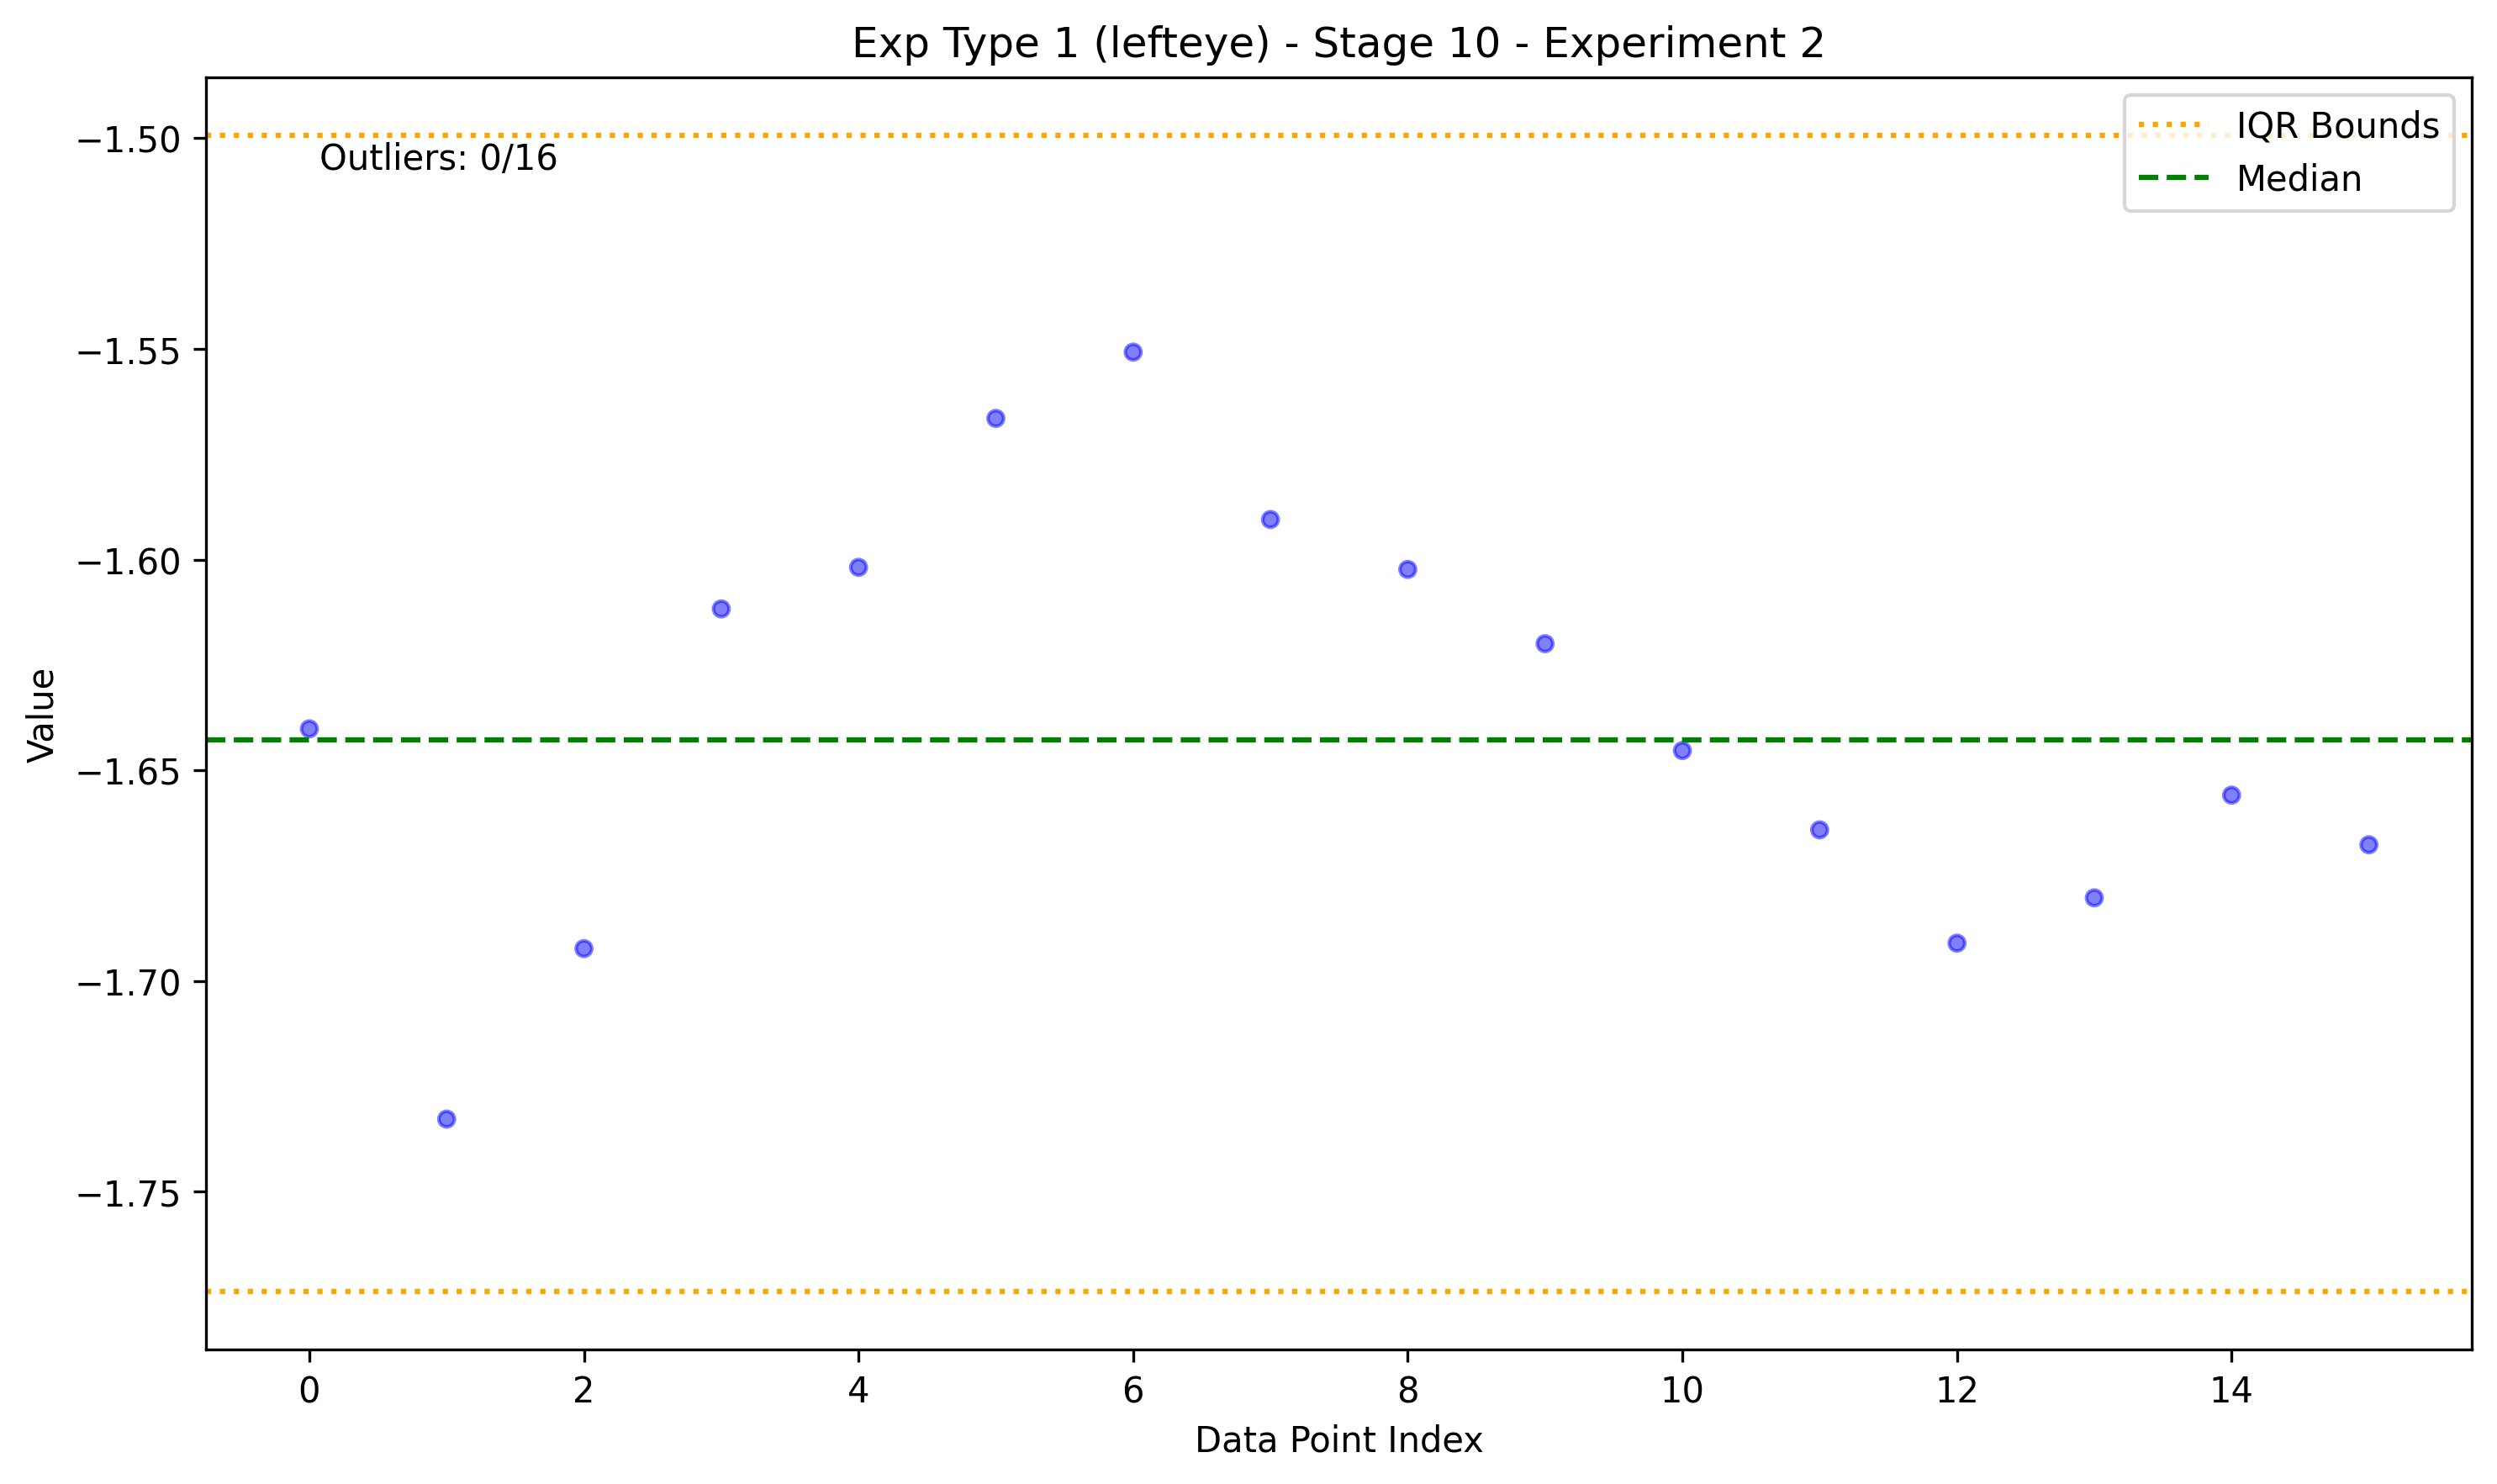 Exp Type 1 (lefteye) - Stage 10 - Experiment 2
IQR Bounds
Median
Outliers: 0/16
Value
−1.50
−1.55
−1.60
−1.65
−1.70
−1.75
0 2 4 6 8 10 12 14
Data Point Index